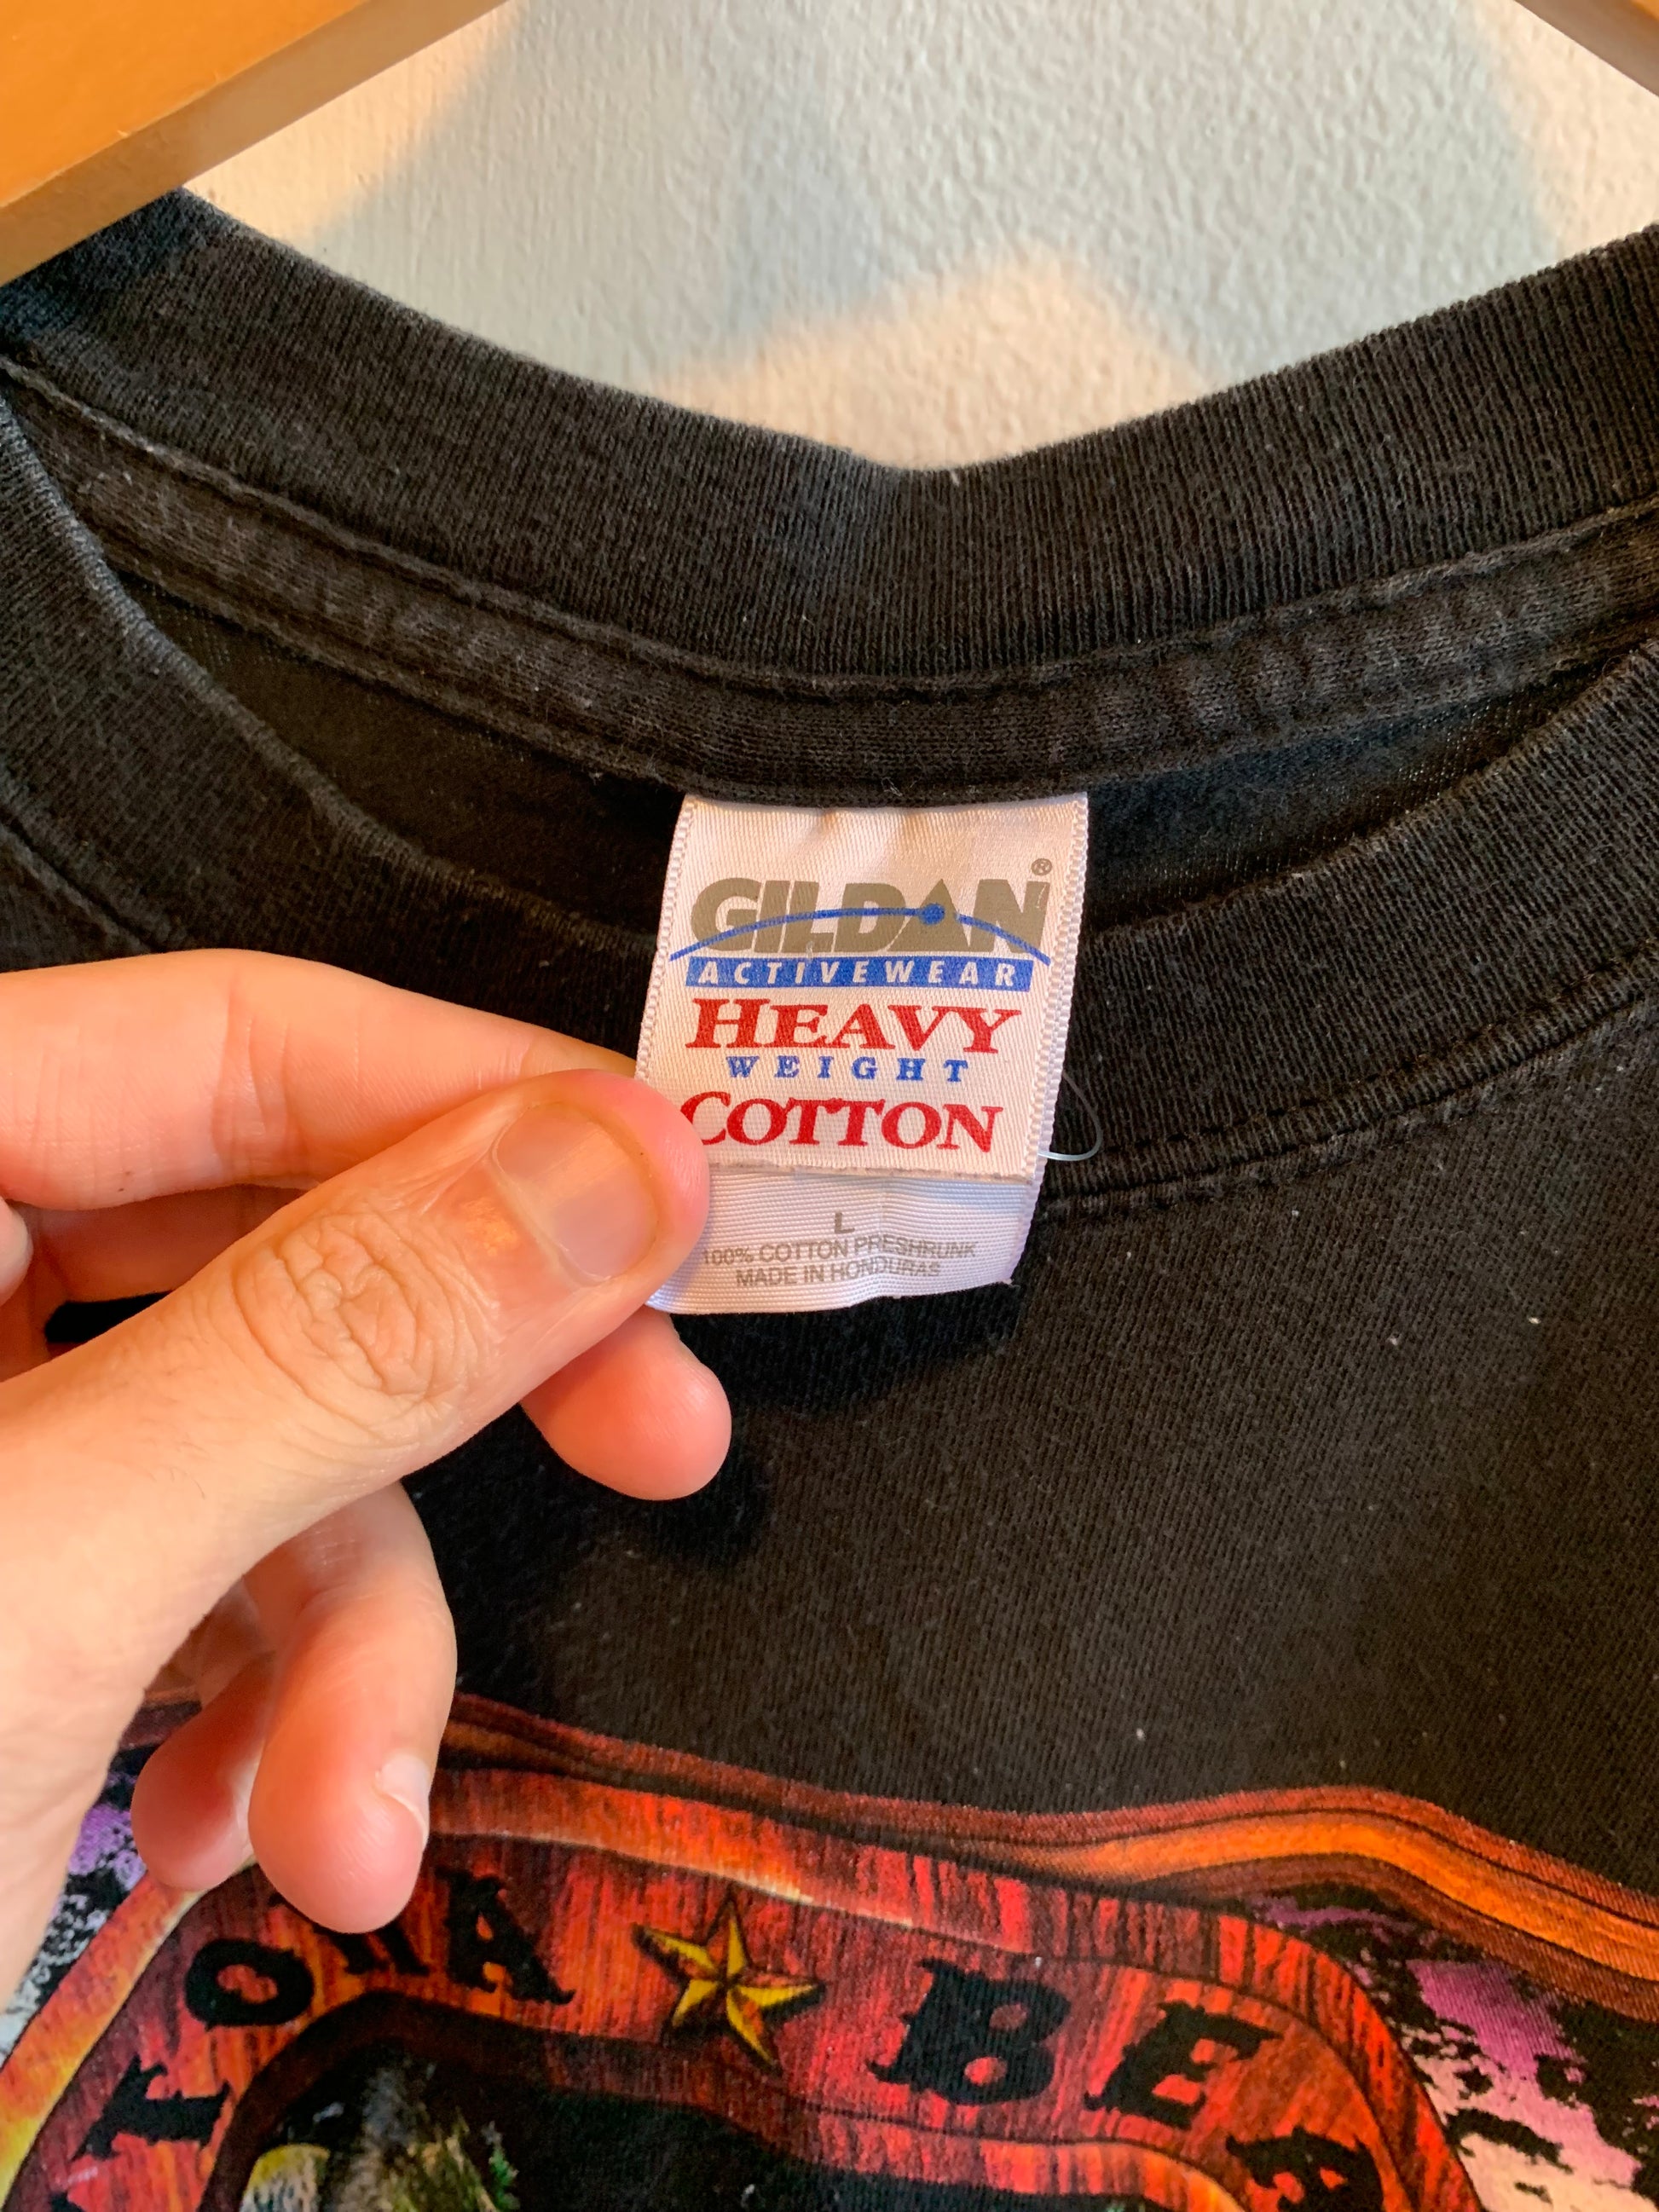 GILDAN®
ACTIVEWEAR
HEAVY
WEIGHT
COTTON
L
100% COTTON PRESHRUNK
MADE IN HONDURAS